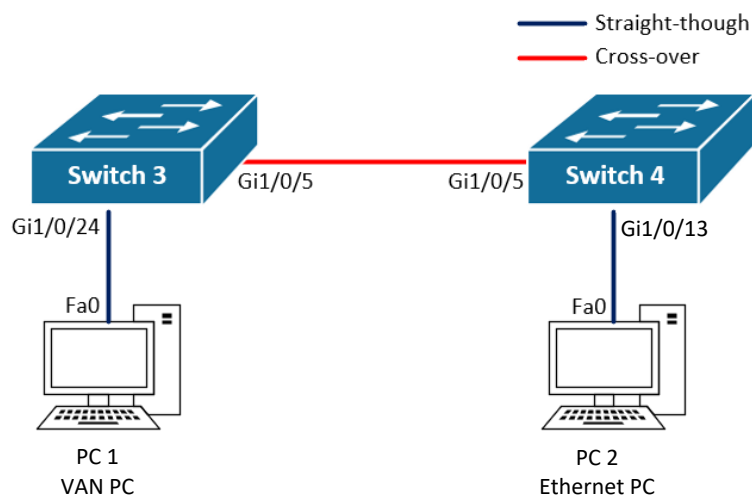 Straight-though
Cross-over
Switch 3
Switch 4
Gi1/0/5
Gi1/0/5
Gi1/0/24
Gi1/0/13
Fa0
Fa0
PC 1
VAN PC
PC 2
Ethernet PC